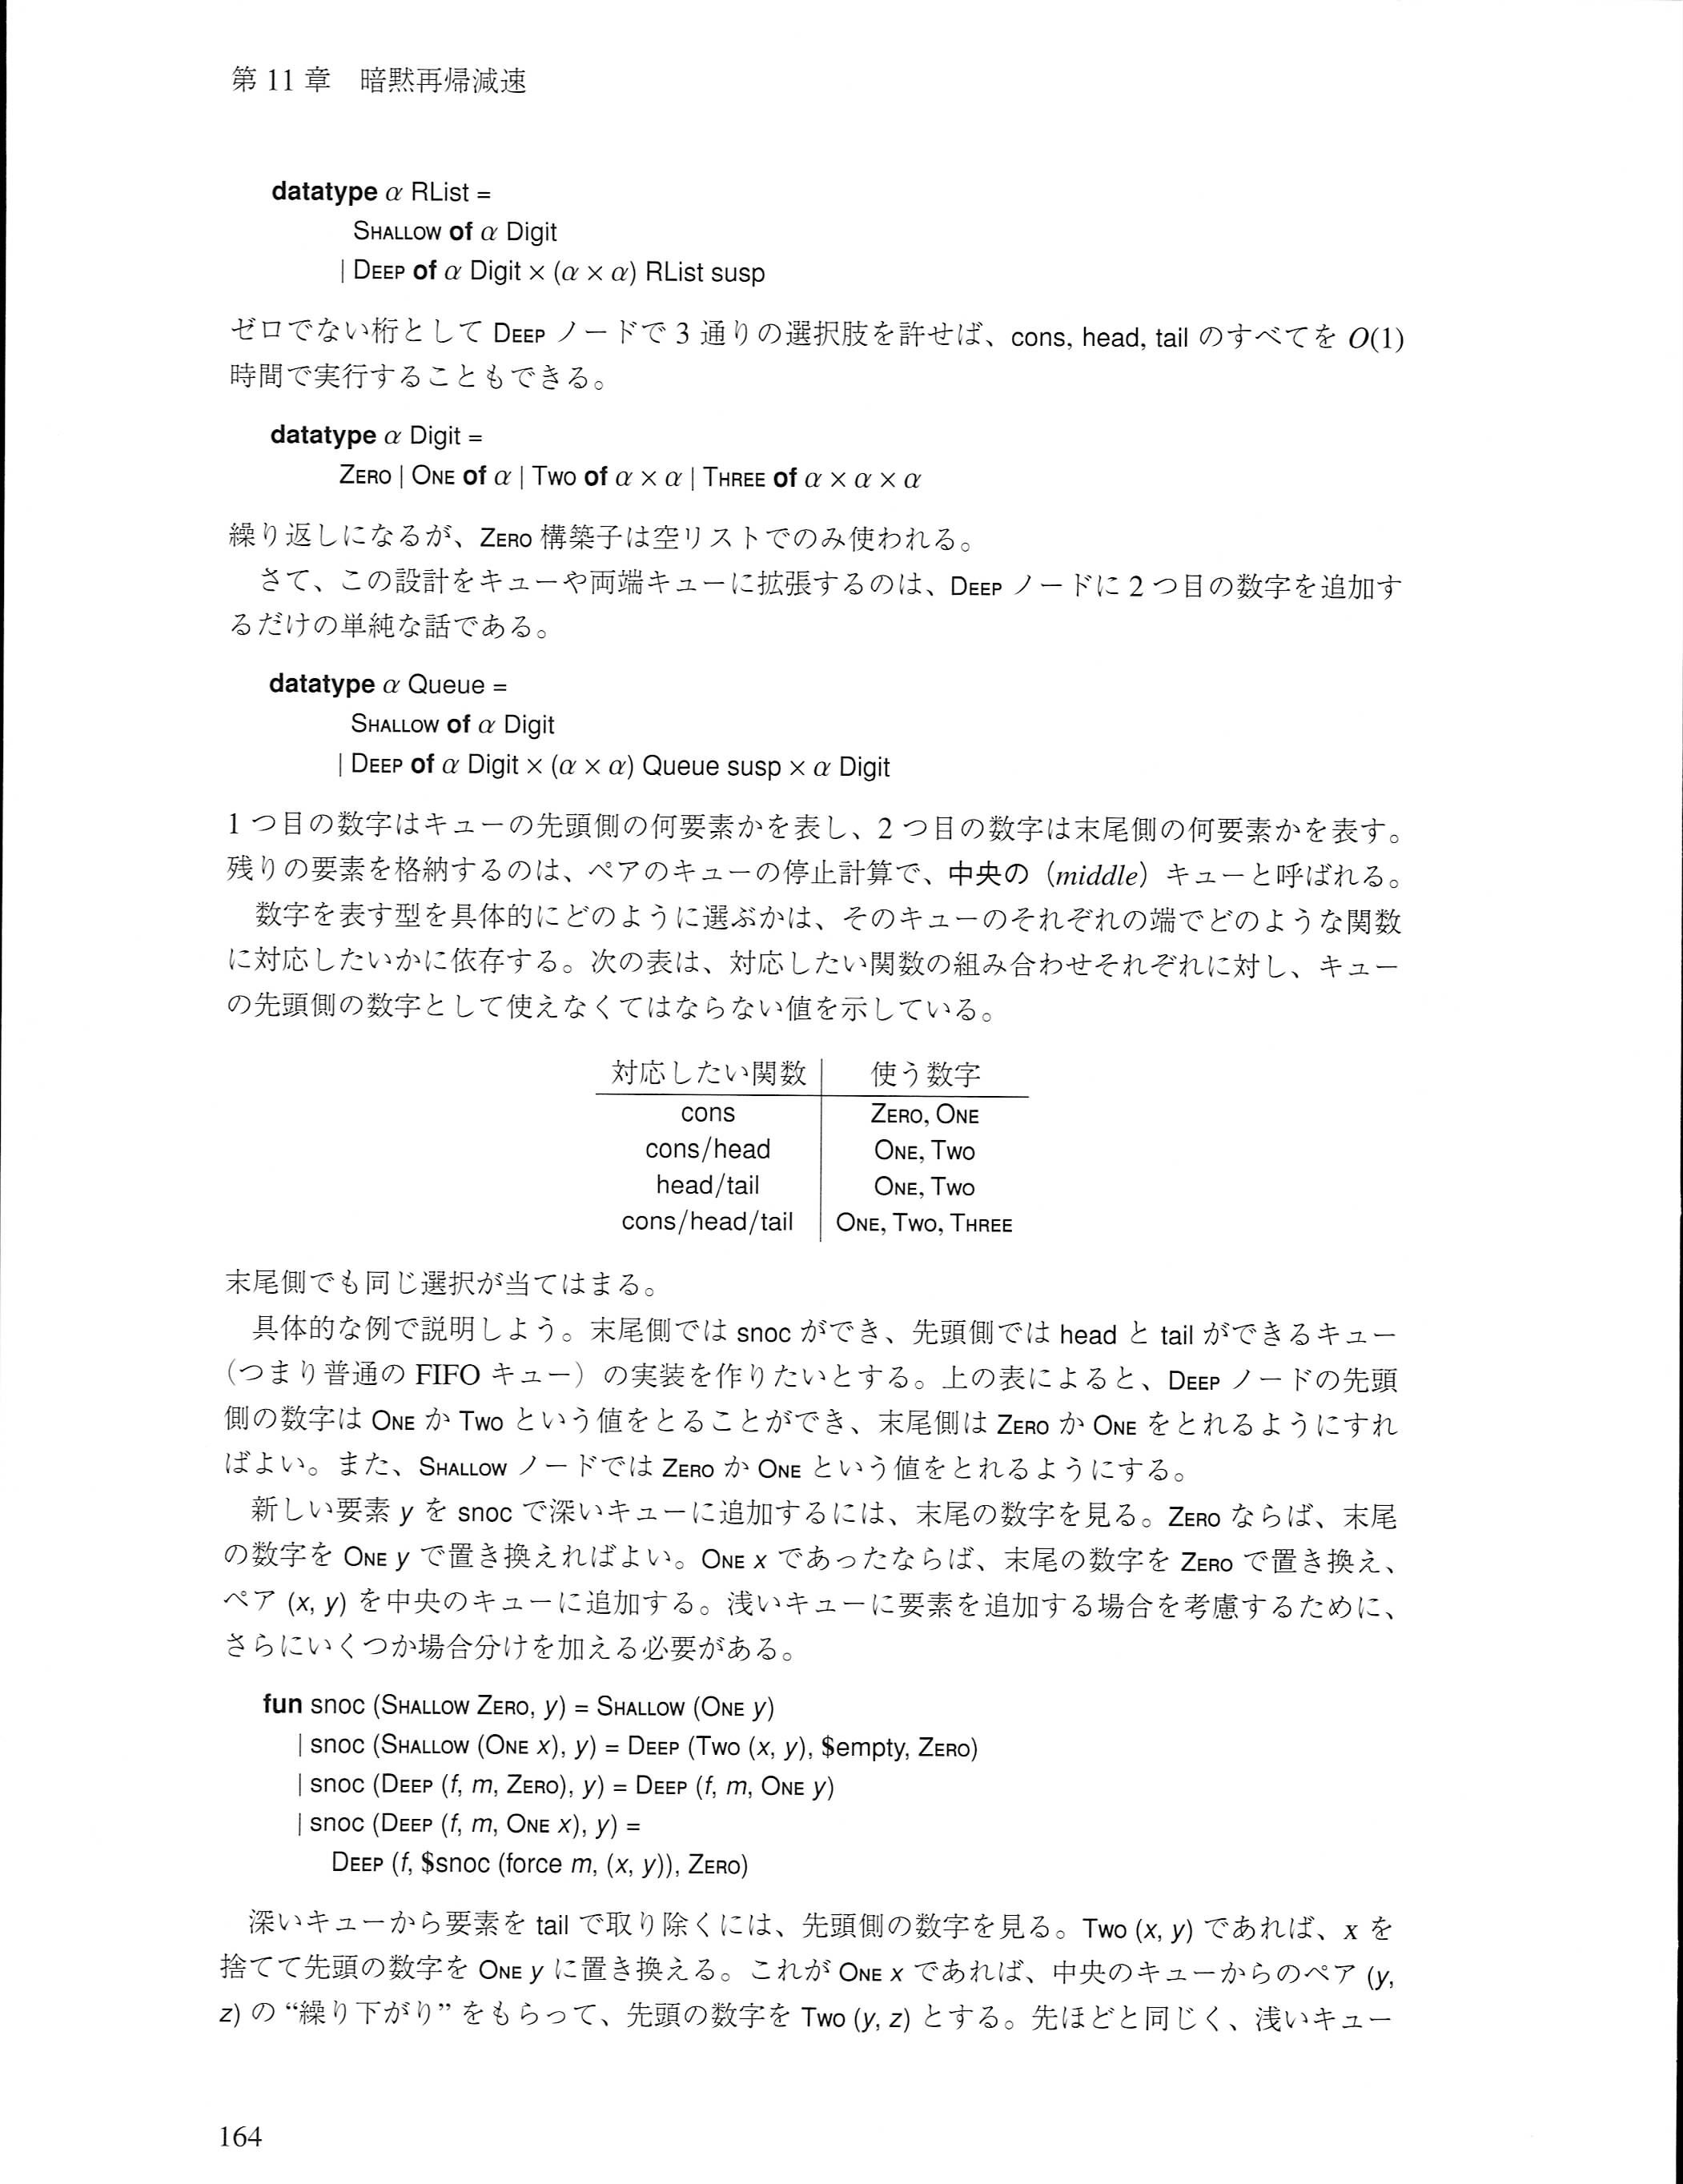 第 11 章　暗黙再帰減速
datatype α RList =
SHALLOW of α Digit
| DEEP of α Digit × (α × α) RList susp
ゼロでない桁として DEEP ノードで 3 通りの選択肢を許せば、cons, head, tail のすべてを O(1)
時間で実行することもできる。
datatype α Digit =
ZERO | ONE of α | TWO of α × α | THREE of α × α × α
繰り返しになるが、ZERO 構築子は空リストでのみ使われる。
さて、この設計をキューや両端キューに拡張するのは、DEEP ノードに 2 つ目の数字を追加す
るだけの単純な話である。
datatype α Queue =
SHALLOW of α Digit
| DEEP of α Digit × (α × α) Queue susp × α Digit
1 つ目の数字はキューの先頭側の何要素かを表し、2 つ目の数字は末尾側の何要素かを表す。
残りの要素を格納するのは、ペアのキューの停止計算で、中央の（middle）キューと呼ばれる。
数字を表す型を具体的にどのように選ぶかは、そのキューのそれぞれの端でどのような関数
に対応したいかに依存する。次の表は、対応したい関数の組み合わせそれぞれに対し、キュー
の先頭側の数字として使えなくてはならない値を示している。
対応したい関数 | 使う数字
cons | ZERO, ONE
cons/head | ONE, TWO
head/tail | ONE, TWO
cons/head/tail | ONE, TWO, THREE
末尾側でも同じ選択が当てはまる。
具体的な例で説明しよう。末尾側では snoc ができ、先頭側では head と tail ができるキュー
（つまり普通の FIFO キュー）の実装を作りたいとする。上の表によると、DEEP ノードの先頭
側の数字は ONE か TWO という値をとることができ、末尾側は ZERO か ONE をとれるようにすれ
ばよい。また、SHALLOW ノードでは ZERO か ONE という値をとれるようにする。
新しい要素 y を snoc で深いキューに追加するには、末尾の数字を見る。ZERO ならば、末尾
の数字を ONE y で置き換えればよい。ONE x であったならば、末尾の数字を ZERO で置き換え、
ペア (x, y) を中央のキューに追加する。浅いキューに要素を追加する場合を考慮するために、
さらにいくつか場合分けを加える必要がある。
fun snoc (SHALLOW ZERO, y) = SHALLOW (ONE y)
| snoc (SHALLOW (ONE x), y) = DEEP (TWO (x, y), $empty, ZERO)
| snoc (DEEP (f, m, ZERO), y) = DEEP (f, m, ONE y)
| snoc (DEEP (f, m, ONE x), y) =
DEEP (f, $snoc (force m, (x, y)), ZERO)
深いキューから要素を tail で取り除くには、先頭側の数字を見る。TWO (x, y) であれば、x を
捨てて先頭の数字を ONE y に置き換える。これが ONE x であれば、中央のキューからのペア (y,
z) の “繰り下がり” をもらって、先頭の数字を TWO (y, z) とする。先ほどと同じく、浅いキュー
164